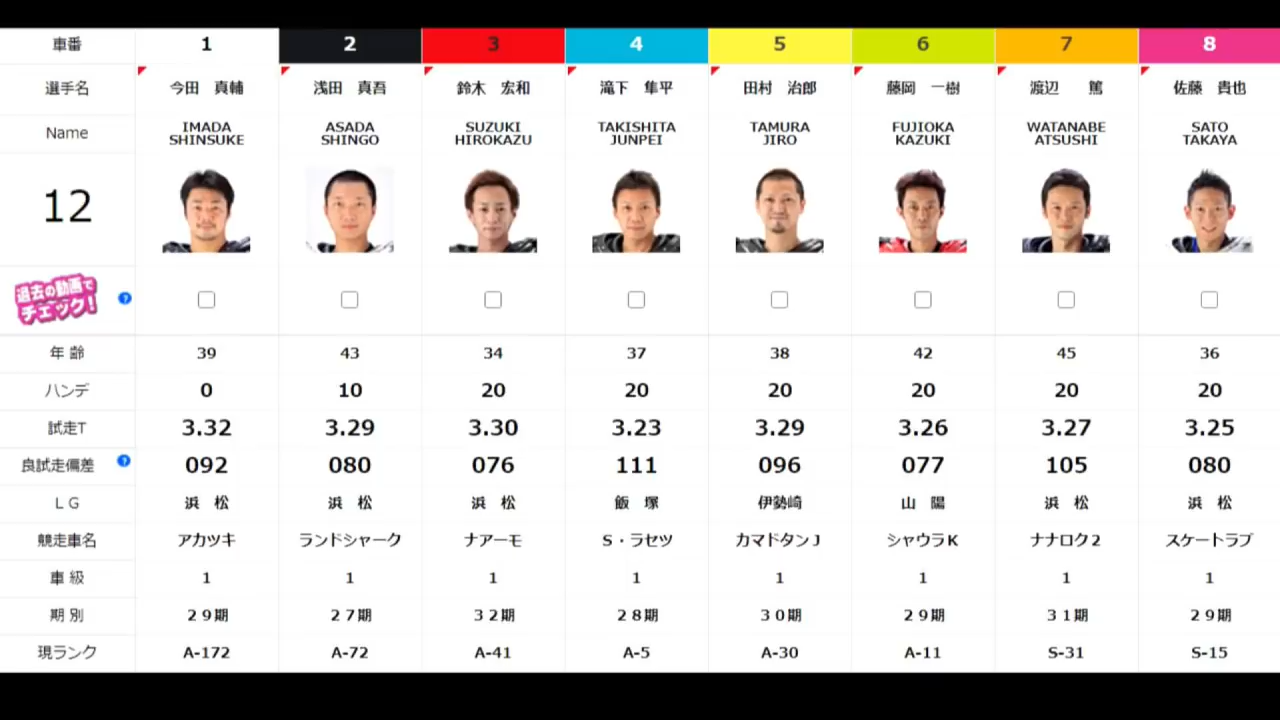 車番 1 2 3 4 5 6 7 8
選手名 今田 真輔 浅田 真吾 鈴木 宏和 滝下 隼平 田村 治郎 藤岡 一樹 渡辺 篤 佐藤 貴也
Name IMADA SHINSUKE ASADA SHINGO SUZUKI HIROKAZU TAKISHITA JUNPEI TAMURA JIRO FUJIOKA KAZUKI WATANABE ATSUSHI SATO TAKAYA
12
過去の動画で
チェック!
?
年齢 39 43 34 37 38 42 45 36
ハンデ 0 10 20 20 20 20 20 20
試走T 3.32 3.29 3.30 3.23 3.29 3.26 3.27 3.25
良試走偏差 ? 092 080 076 111 096 077 105 080
LG 浜松 浜松 浜松 飯塚 伊勢崎 山陽 浜松 浜松
競走車名 アカツキ ランドシャーク ナアーモ S・ラセツ カマドタンJ シャウラK ナナロク2 スケートラブ
車級 1 1 1 1 1 1 1 1
期別 29期 27期 32期 28期 30期 29期 31期 29期
現ランク A-172 A-72 A-41 A-5 A-30 A-11 S-31 S-15